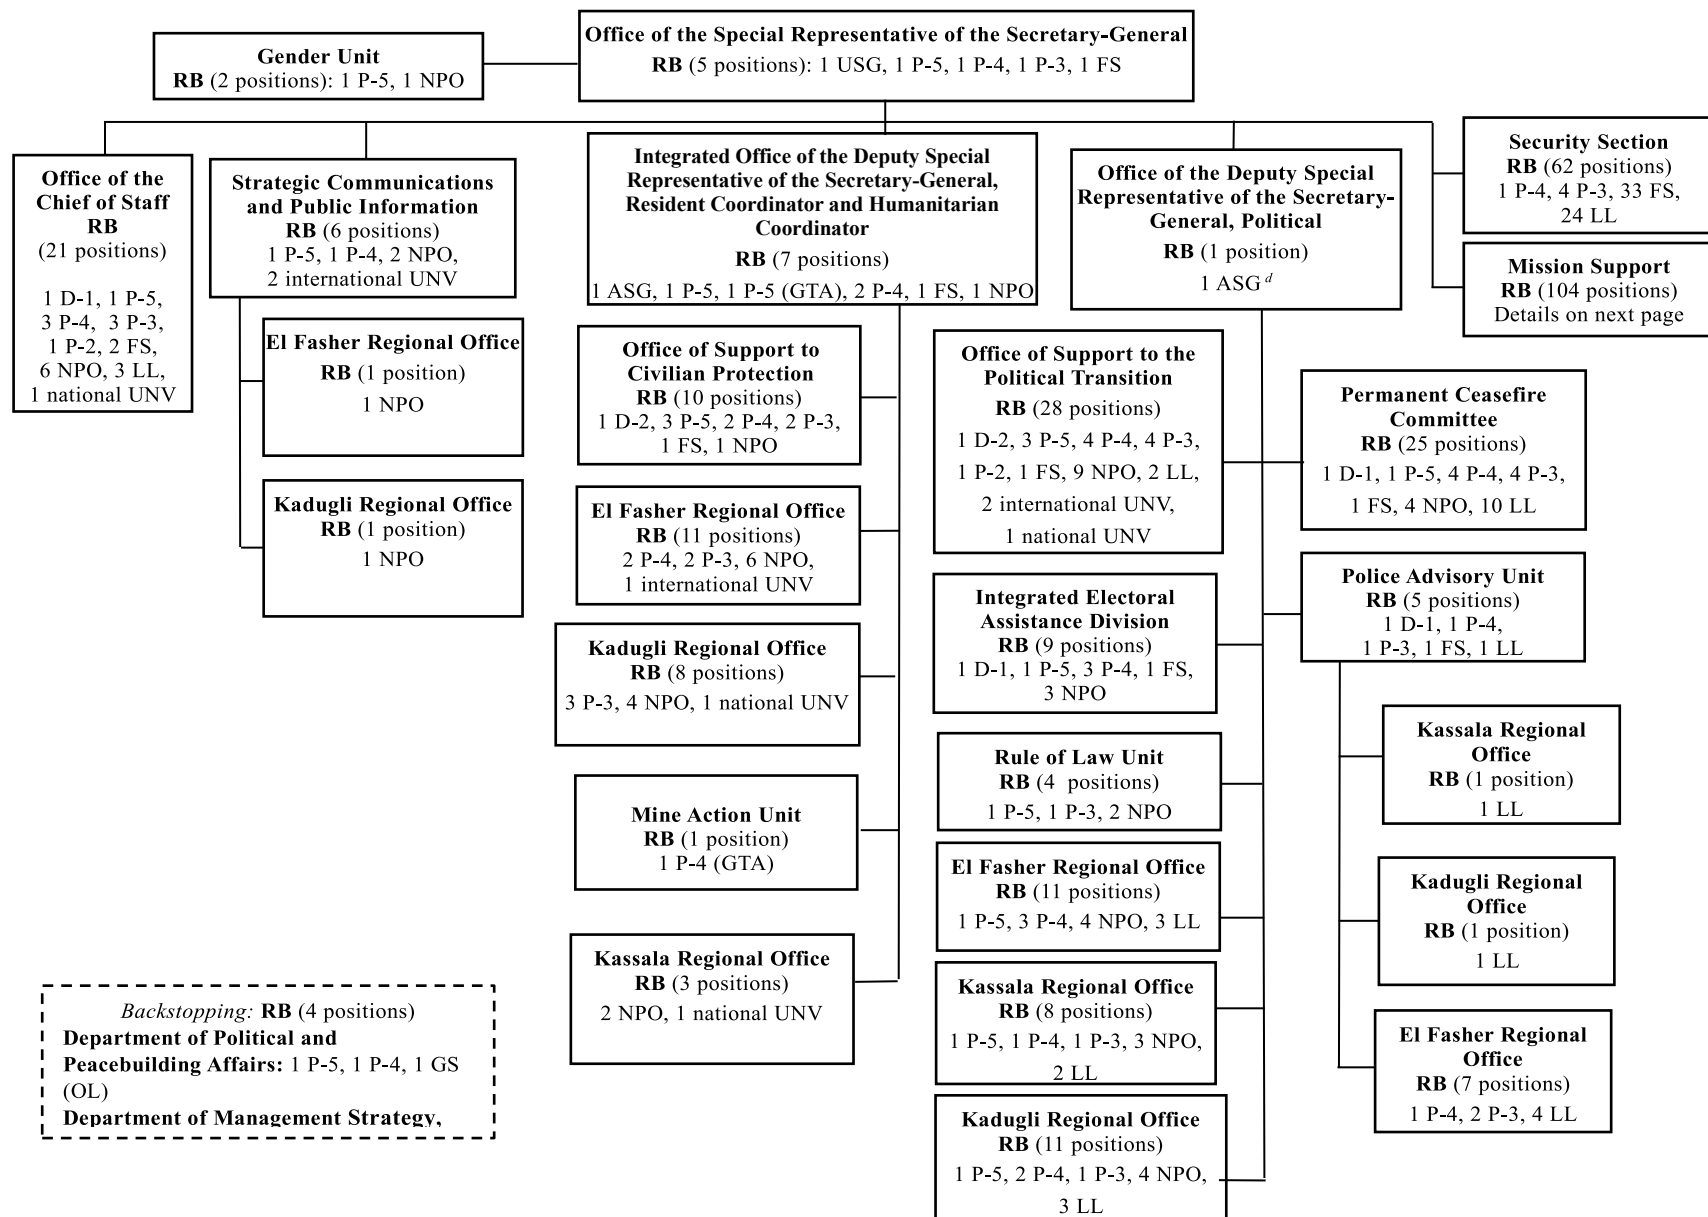 Office of the Special Representative of the Secretary-General
RB (5 positions): 1 USG, 1 P-5, 1 P-4, 1 P-3, 1 FS
Gender Unit
RB (2 positions): 1 P-5, 1 NPO
Office of the
Chief of Staff
RB
(21 positions)
1 D-1, 1 P-5,
3 P-4, 3 P-3,
1 P-2, 2 FS,
6 NPO, 3 LL,
1 national UNV
Strategic Communications
and Public Information
RB (6 positions)
1 P-5, 1 P-4, 2 NPO,
2 international UNV
El Fasher Regional Office
RB (1 position)
1 NPO
Kadugli Regional Office
RB (1 position)
1 NPO
Integrated Office of the Deputy Special
Representative of the Secretary-General,
Resident Coordinator and Humanitarian
Coordinator
RB (7 positions)
1 ASG, 1 P-5, 1 P-5 (GTA), 2 P-4, 1 FS, 1 NPO
Office of Support to
Civilian Protection
RB (10 positions)
1 D-2, 3 P-5, 2 P-4, 2 P-3,
1 FS, 1 NPO
El Fasher Regional Office
RB (11 positions)
2 P-4, 2 P-3, 6 NPO,
1 international UNV
Kadugli Regional Office
RB (8 positions)
3 P-3, 4 NPO, 1 national UNV
Mine Action Unit
RB (1 position)
1 P-4 (GTA)
Kassala Regional Office
RB (3 positions)
2 NPO, 1 national UNV
Office of the Deputy Special
Representative of the Secretary-
General, Political
RB (1 position)
1 ASG d
Office of Support to the
Political Transition
RB (28 positions)
1 D-2, 3 P-5, 4 P-4, 4 P-3,
1 P-2, 1 FS, 9 NPO, 2 LL,
2 international UNV,
1 national UNV
Integrated Electoral
Assistance Division
RB (9 positions)
1 D-1, 1 P-5, 3 P-4, 1 FS,
3 NPO
Rule of Law Unit
RB (4 positions)
1 P-5, 1 P-3, 2 NPO
El Fasher Regional Office
RB (11 positions)
1 P-5, 3 P-4, 4 NPO, 3 LL
Kassala Regional Office
RB (8 positions)
1 P-5, 1 P-4, 1 P-3, 3 NPO,
2 LL
Kadugli Regional Office
RB (11 positions)
1 P-5, 2 P-4, 1 P-3, 4 NPO,
3 LL
Security Section
RB (62 positions)
1 P-4, 4 P-3, 33 FS,
24 LL
Mission Support
RB (104 positions)
Details on next page
Permanent Ceasefire
Committee
RB (25 positions)
1 D-1, 1 P-5, 4 P-4, 4 P-3,
1 FS, 4 NPO, 10 LL
Police Advisory Unit
RB (5 positions)
1 D-1, 1 P-4,
1 P-3, 1 FS, 1 LL
Kassala Regional
Office
RB (1 position)
1 LL
Kadugli Regional
Office
RB (1 position)
1 LL
El Fasher Regional
Office
RB (7 positions)
1 P-4, 2 P-3, 4 LL
Backstopping: RB (4 positions)
Department of Political and
Peacebuilding Affairs: 1 P-5, 1 P-4, 1 GS
(OL)
Department of Management Strategy,